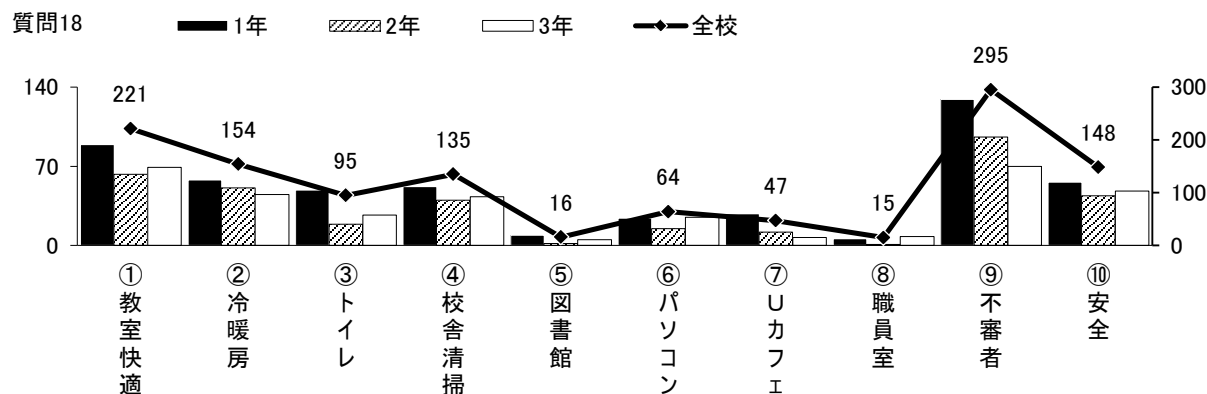 質問18
1年 2年 3年 全校
140
70
0
300
200
100
0
221
154
95
135
16
64
47
15
295
148
①教室快適
②冷暖房
③トイレ
④校舎清掃
⑤図書館
⑥パソコン
⑦Uカフェ
⑧職員室
⑨不審者
⑩安全